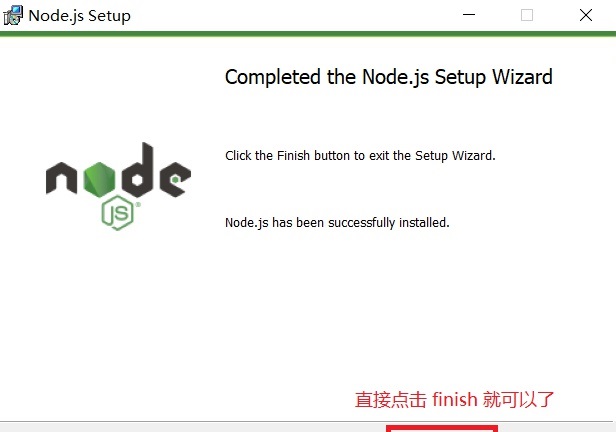 Node.js Setup
Completed the Node.js Setup Wizard
Click the Finish button to exit the Setup Wizard.
node
JS
Node.js has been successfully installed.
直接点击 finish 就可以了